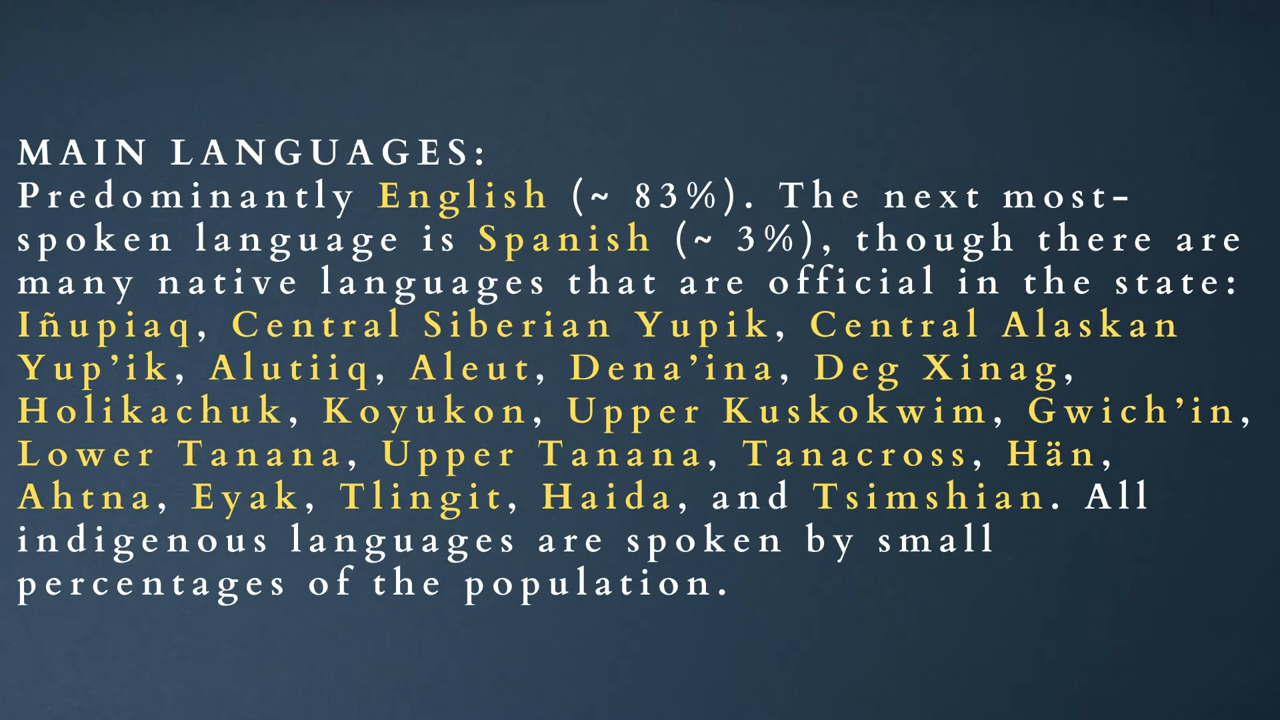 MAIN LANGUAGES:
Predominantly English (~ 83%). The next most-
spoken language is Spanish (~ 3%), though there are
many native languages that are official in the state:
Iñupiaq, Central Siberian Yupik, Central Alaskan
Yup’ik, Alutiiq, Aleut, Dena’ina, Deg Xinag,
Holikachuk, Koyukon, Upper Kuskokwim, Gwich’in,
Lower Tanana, Upper Tanana, Tanacross, Hän,
Ahtna, Eyak, Tlingit, Haida, and Tsimshian. All
indigenous languages are spoken by small
percentages of the population.